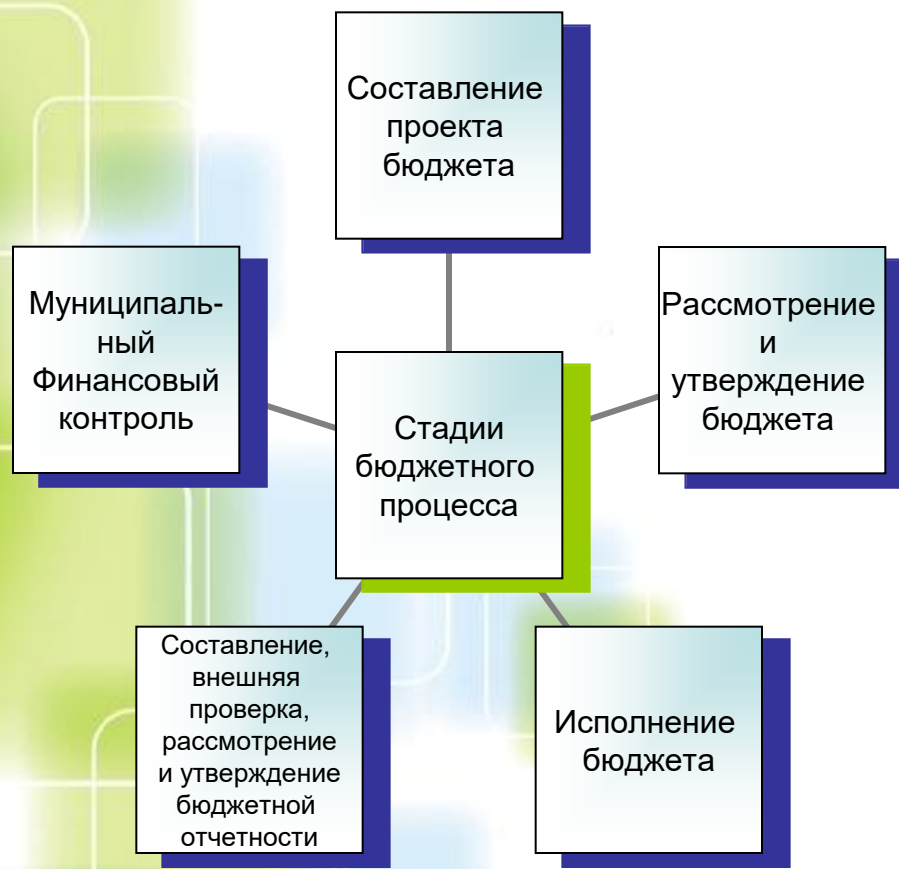 Составление
проекта
бюджета
Муниципаль-
ный
Финансовый
контроль
Рассмотрение
и
утверждение
бюджета
Стадии
бюджетного
процесса
Составление,
внешняя
проверка,
рассмотрение
и утверждение
бюджетной
отчетности
Исполнение
бюджета